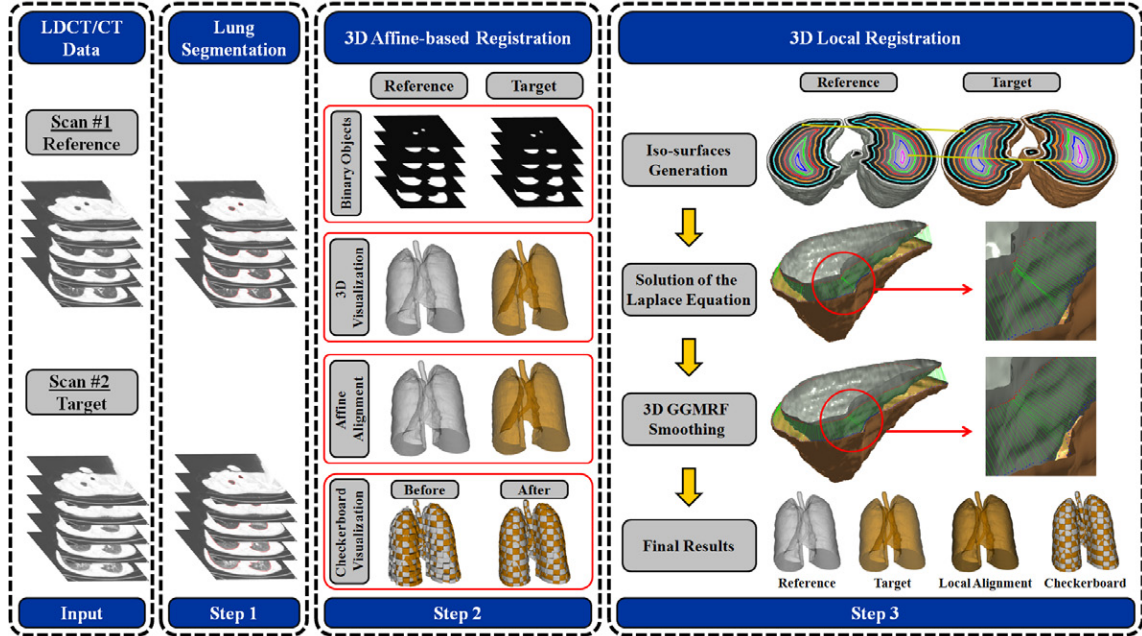 LDCT/CT
Data
Scan #1
Reference
Scan #2
Target
Input
Lung
Segmentation
Step 1
3D Affine-based Registration
Reference
Target
Binary Objects
3D
Visualization
Affine
Alignment
Checkerboard
Visualization
Before
After
Step 2
3D Local Registration
Reference
Target
Iso-surfaces
Generation
Solution of the
Laplace Equation
3D GGMRF
Smoothing
Final Results
Reference
Target
Local Alignment
Checkerboard
Step 3